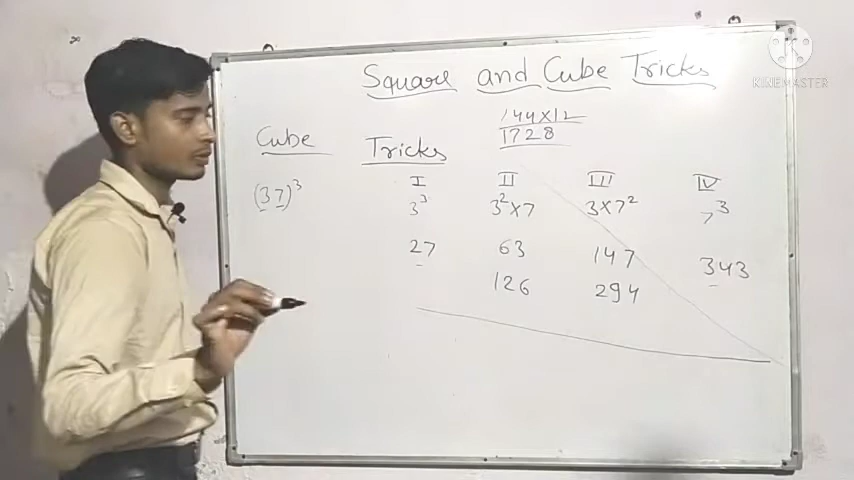 Square and Cube Tricks
KINEMASTER
144×12
1728
Cube Tricks
I II III IV
(37)³ 3³ 3²×7 3×7² 7³
27 63 147 343
126 294